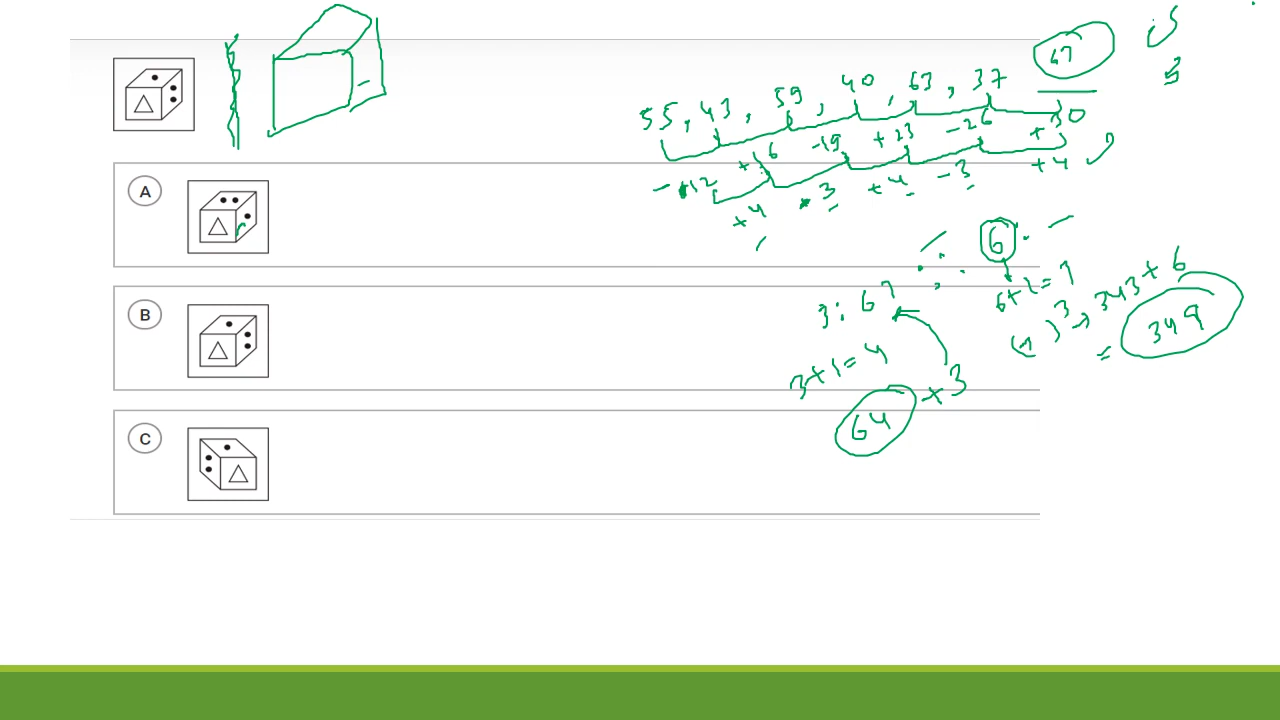 67
55, 43, 59, 40, 63, 37
-12 +16 -19 +23 -26 +30
+4 3 +4 -3 +4
A
6
6+1=7
3:67
(7)³ → 343+6
= 349
B
3+1=4
64 +3
C